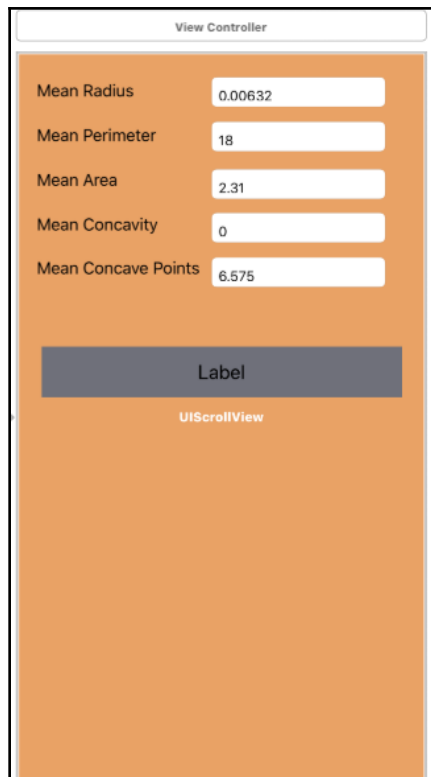 View Controller
Mean Radius 0.00632
Mean Perimeter 18
Mean Area 2.31
Mean Concavity 0
Mean Concave Points 6.575
Label
UIScrollView